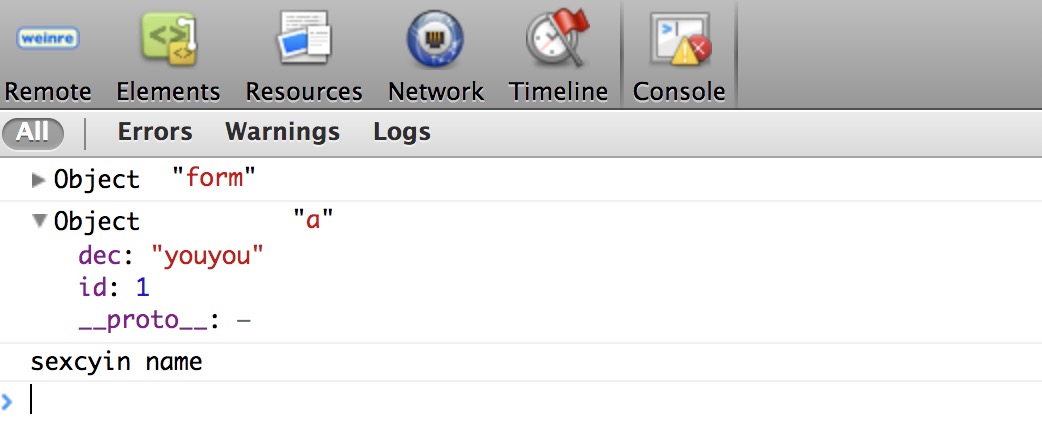 weinre
Remote Elements Resources Network Timeline Console
All Errors Warnings Logs
Object "form"
Object "a"
dec: "youyou"
id: 1
__proto__: –
sexcyin name